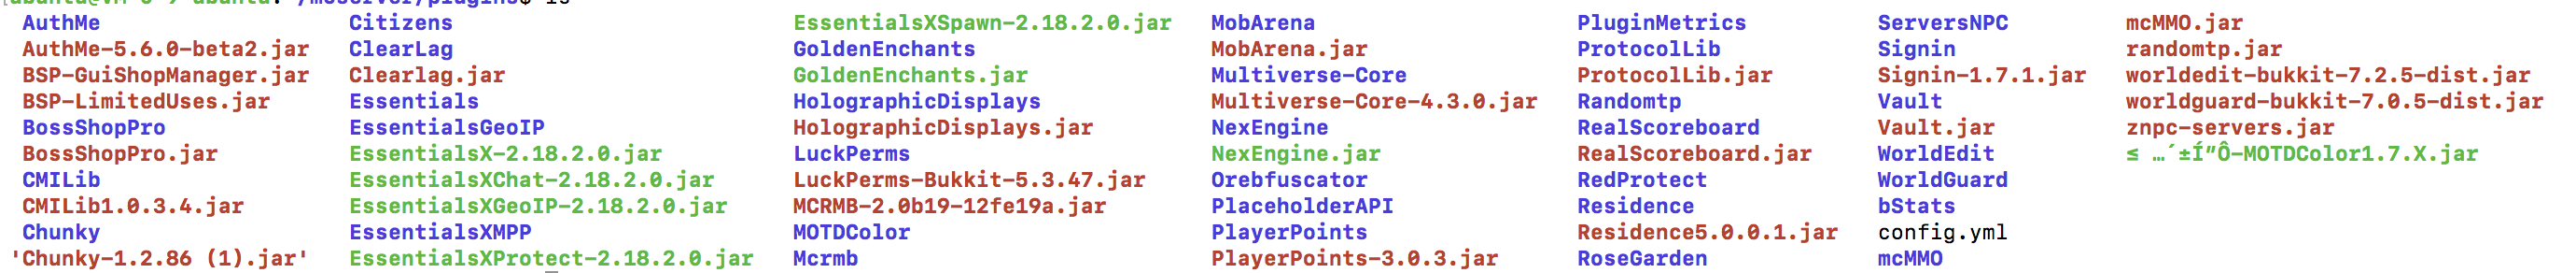 AuthMe Citizens EssentialsXSpawn-2.18.2.0.jar MobArena PluginMetrics ServersNPC mcMMO.jar
AuthMe-5.6.0-beta2.jar ClearLag GoldenEnchants MobArena.jar ProtocolLib Signin randomtp.jar
BSP-GuiShopManager.jar Clearlag.jar GoldenEnchants.jar Multiverse-Core ProtocolLib.jar Signin-1.7.1.jar worldedit-bukkit-7.2.5-dist.jar
BSP-LimitedUses.jar Essentials HolographicDisplays Multiverse-Core-4.3.0.jar Randomtp Vault worldguard-bukkit-7.0.5-dist.jar
BossShopPro EssentialsGeoIP HolographicDisplays.jar NexEngine RealScoreboard Vault.jar znpc-servers.jar
BossShopPro.jar EssentialsX-2.18.2.0.jar LuckPerms NexEngine.jar RealScoreboard.jar WorldEdit ≤ …´±Í”Ô-MOTDColor1.7.X.jar
CMILib EssentialsXChat-2.18.2.0.jar LuckPerms-Bukkit-5.3.47.jar Orebfuscator RedProtect WorldGuard
CMILib1.0.3.4.jar EssentialsXGeoIP-2.18.2.0.jar MCRMB-2.0b19-12fe19a.jar PlaceholderAPI Residence bStats
Chunky EssentialsXMPP MOTDColor PlayerPoints Residence5.0.0.1.jar config.yml
'Chunky-1.2.86 (1).jar' EssentialsXProtect-2.18.2.0.jar Mcrmb PlayerPoints-3.0.3.jar RoseGarden mcMMO